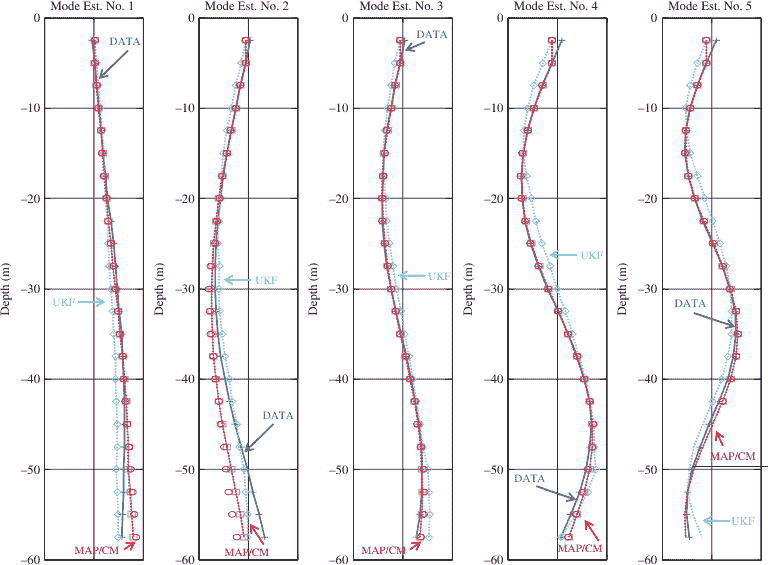 Mode Est. No. 1
Mode Est. No. 2
Mode Est. No. 3
Mode Est. No. 4
Mode Est. No. 5
0
−10
−20
−30
−40
−50
−60
Depth (m)
DATA
UKF
MAP/CM
0
−10
−20
−30
−40
−50
−60
Depth (m)
UKF
DATA
MAP/CM
0
−10
−20
−30
−40
−50
−60
Depth (m)
DATA
UKF
MAP/CM
0
−10
−20
−30
−40
−50
−60
Depth (m)
UKF
DATA
MAP/CM
0
−10
−20
−30
−40
−50
−60
Depth (m)
DATA
MAP/CM
UKF